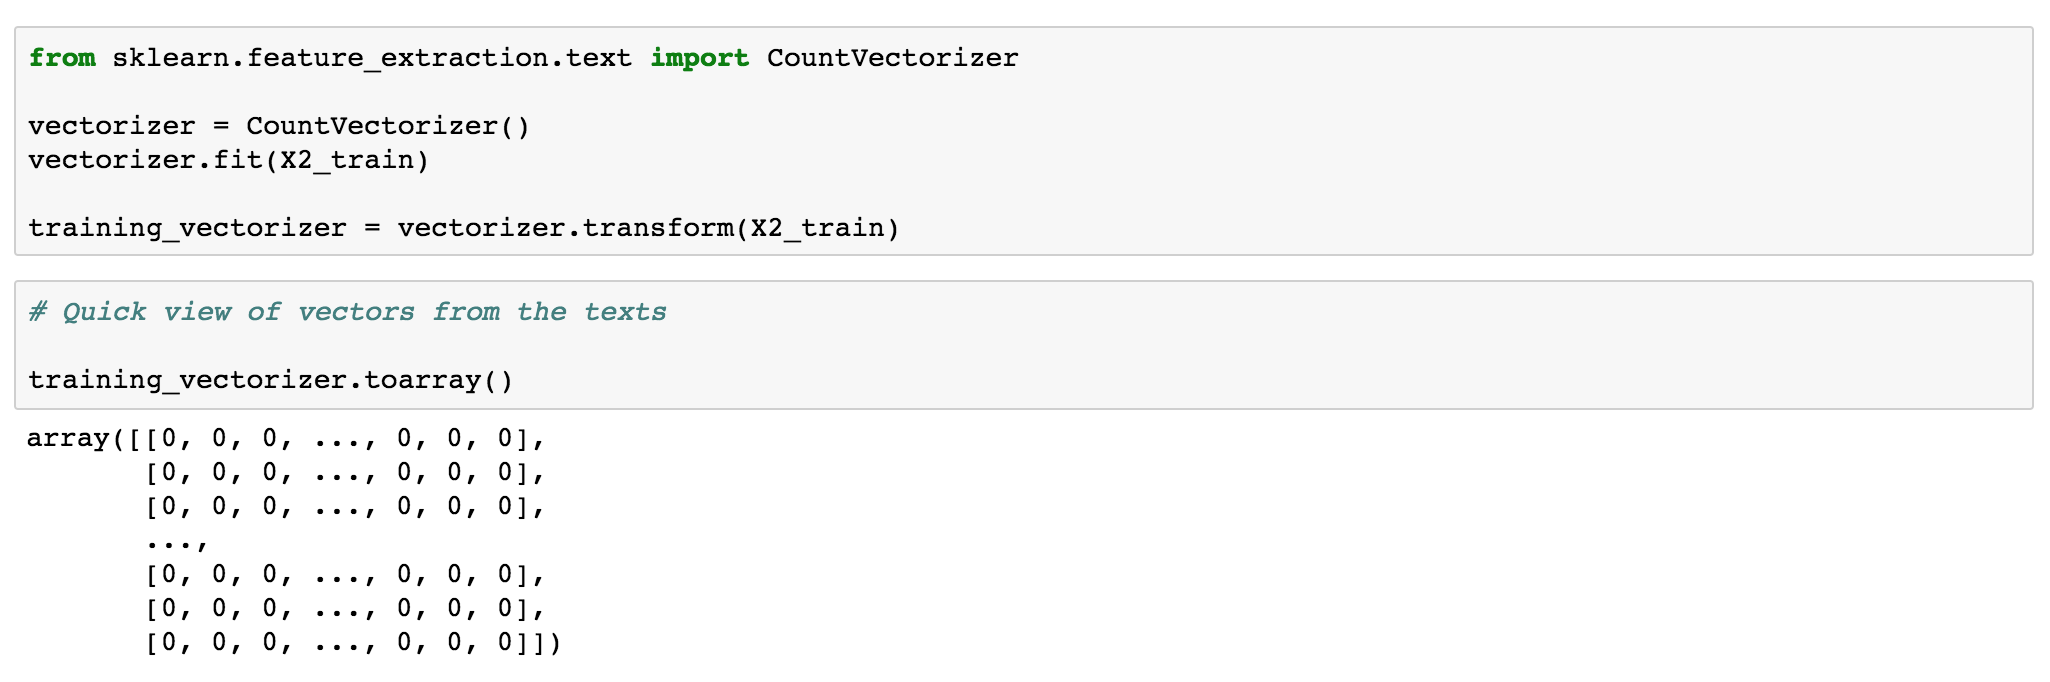 from sklearn.feature_extraction.text import CountVectorizer
vectorizer = CountVectorizer()
vectorizer.fit(X2_train)
training_vectorizer = vectorizer.transform(X2_train)
# Quick view of vectors from the texts
training_vectorizer.toarray()
array([[0, 0, 0, ..., 0, 0, 0],
[0, 0, 0, ..., 0, 0, 0],
[0, 0, 0, ..., 0, 0, 0],
...,
[0, 0, 0, ..., 0, 0, 0],
[0, 0, 0, ..., 0, 0, 0],
[0, 0, 0, ..., 0, 0, 0]])